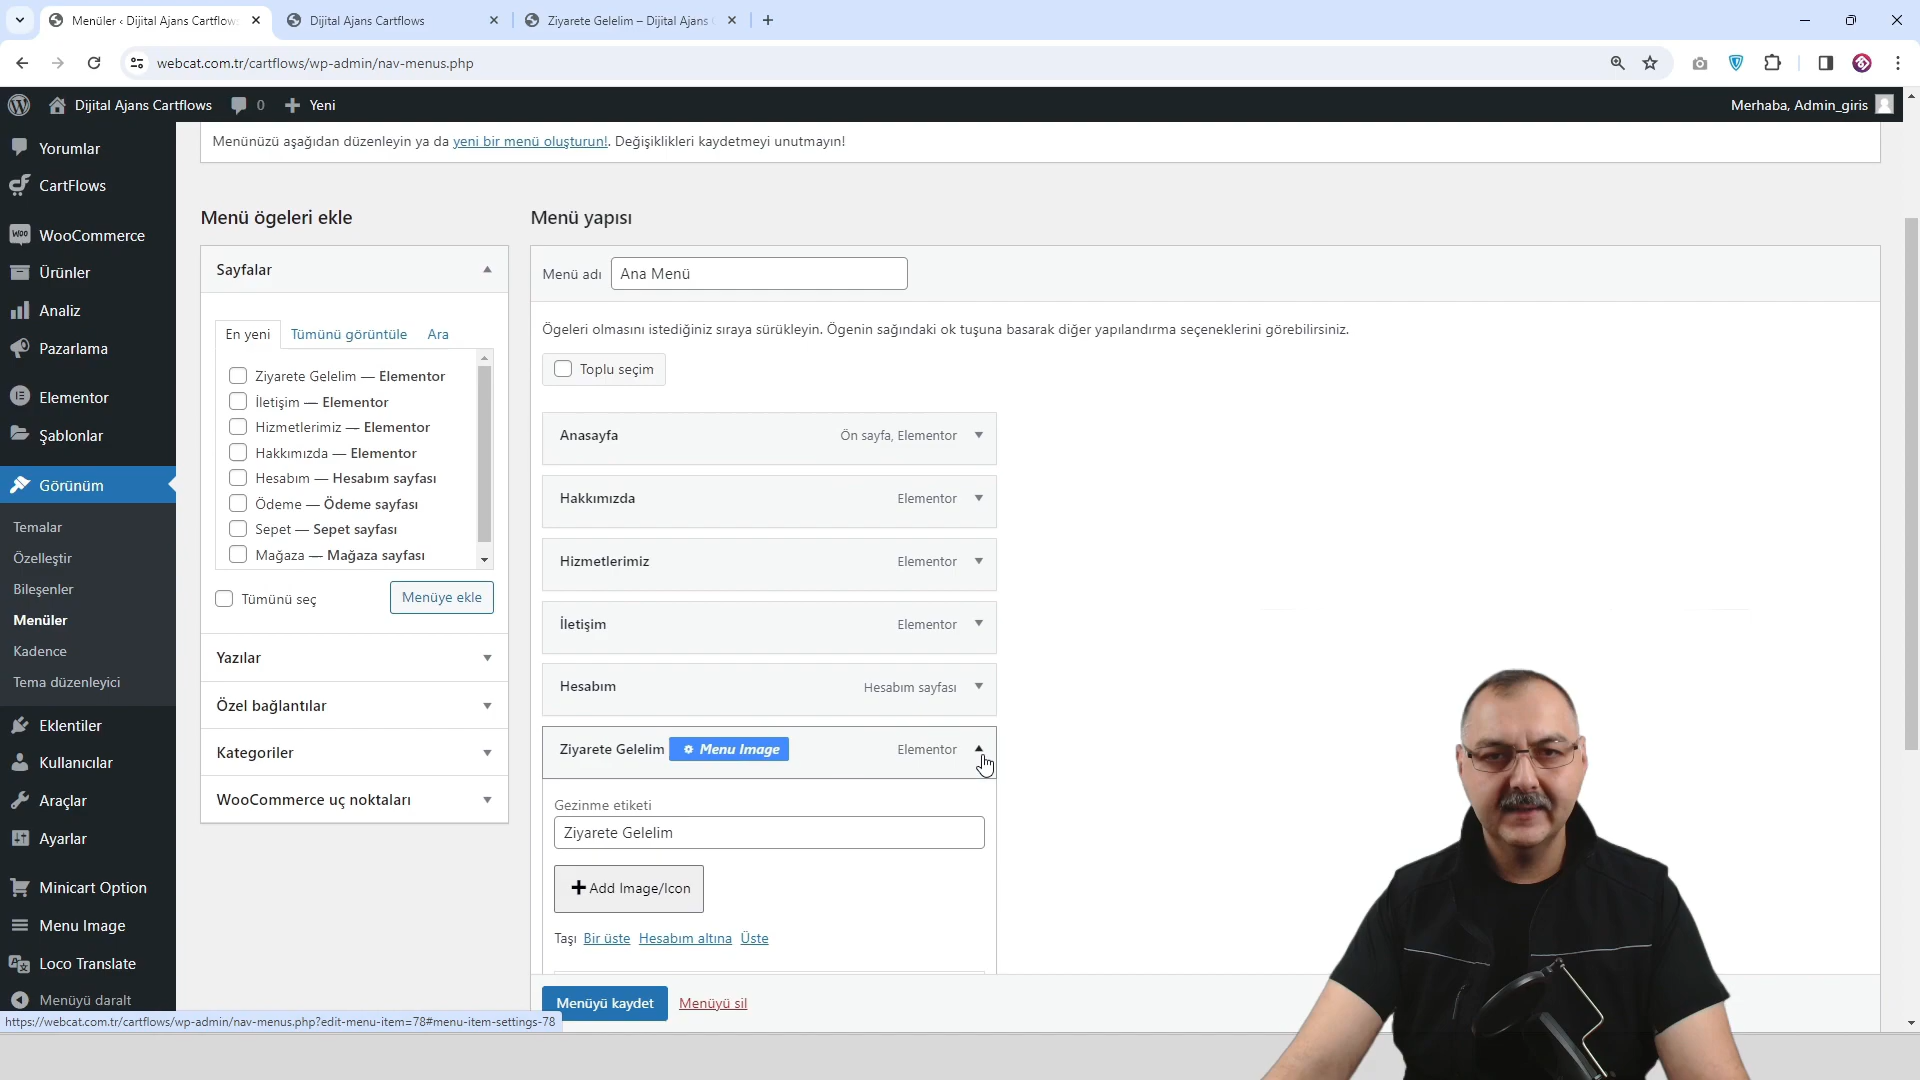 Menüler ‹ Dijital Ajans Cartflow
Dijital Ajans Cartflows
Ziyarete Gelelim – Dijital Ajans
webcat.com.tr/cartflows/wp-admin/nav-menus.php
Dijital Ajans Cartflows
0
Yeni
Merhaba, Admin_giris
Yorumlar
CartFlows
WooCommerce
Ürünler
Analiz
Pazarlama
Elementor
Şablonlar
Görünüm
Temalar
Özelleştir
Bileşenler
Menüler
Kadence
Tema düzenleyici
Eklentiler
Kullanıcılar
Araçlar
Ayarlar
Minicart Option
Menu Image
Loco Translate
Menüyü daralt
Menünüzü aşağıdan düzenleyin ya da yeni bir menü oluşturun!. Değişiklikleri kaydetmeyi unutmayın!
Menü ögeleri ekle
Sayfalar
En yeni Tümünü görüntüle Ara
Ziyarete Gelelim — Elementor
İletişim — Elementor
Hizmetlerimiz — Elementor
Hakkımızda — Elementor
Hesabım — Hesabım sayfası
Ödeme — Ödeme sayfası
Sepet — Sepet sayfası
Mağaza — Mağaza sayfası
Tümünü seç
Menüye ekle
Yazılar
Özel bağlantılar
Kategoriler
WooCommerce uç noktaları
Menü yapısı
Menü adı Ana Menü
Ögeleri olmasını istediğiniz sıraya sürükleyin. Ögenin sağındaki ok tuşuna basarak diğer yapılandırma seçeneklerini görebilirsiniz.
Toplu seçim
Anasayfa Ön sayfa, Elementor
Hakkımızda Elementor
Hizmetlerimiz Elementor
İletişim Elementor
Hesabım Hesabım sayfası
Ziyarete Gelelim Menu Image Elementor
Gezinme etiketi
Ziyarete Gelelim
Add Image/Icon
Taşı Bir üste Hesabım altına Üste
Menüyü kaydet Menüyü sil
https://webcat.com.tr/cartflows/wp-admin/nav-menus.php?edit-menu-item=78#menu-item-settings-78